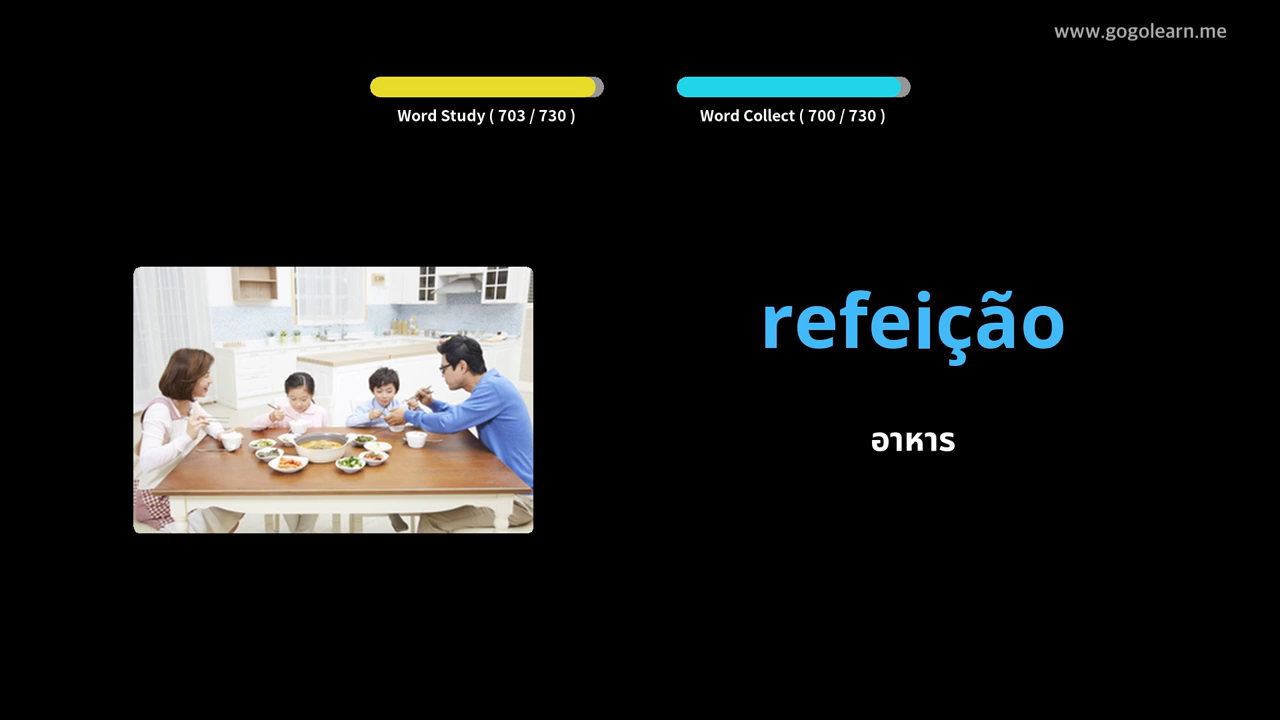 www.gogolearn.me
Word Study ( 703 / 730 )
Word Collect ( 700 / 730 )
refeição
อาหาร